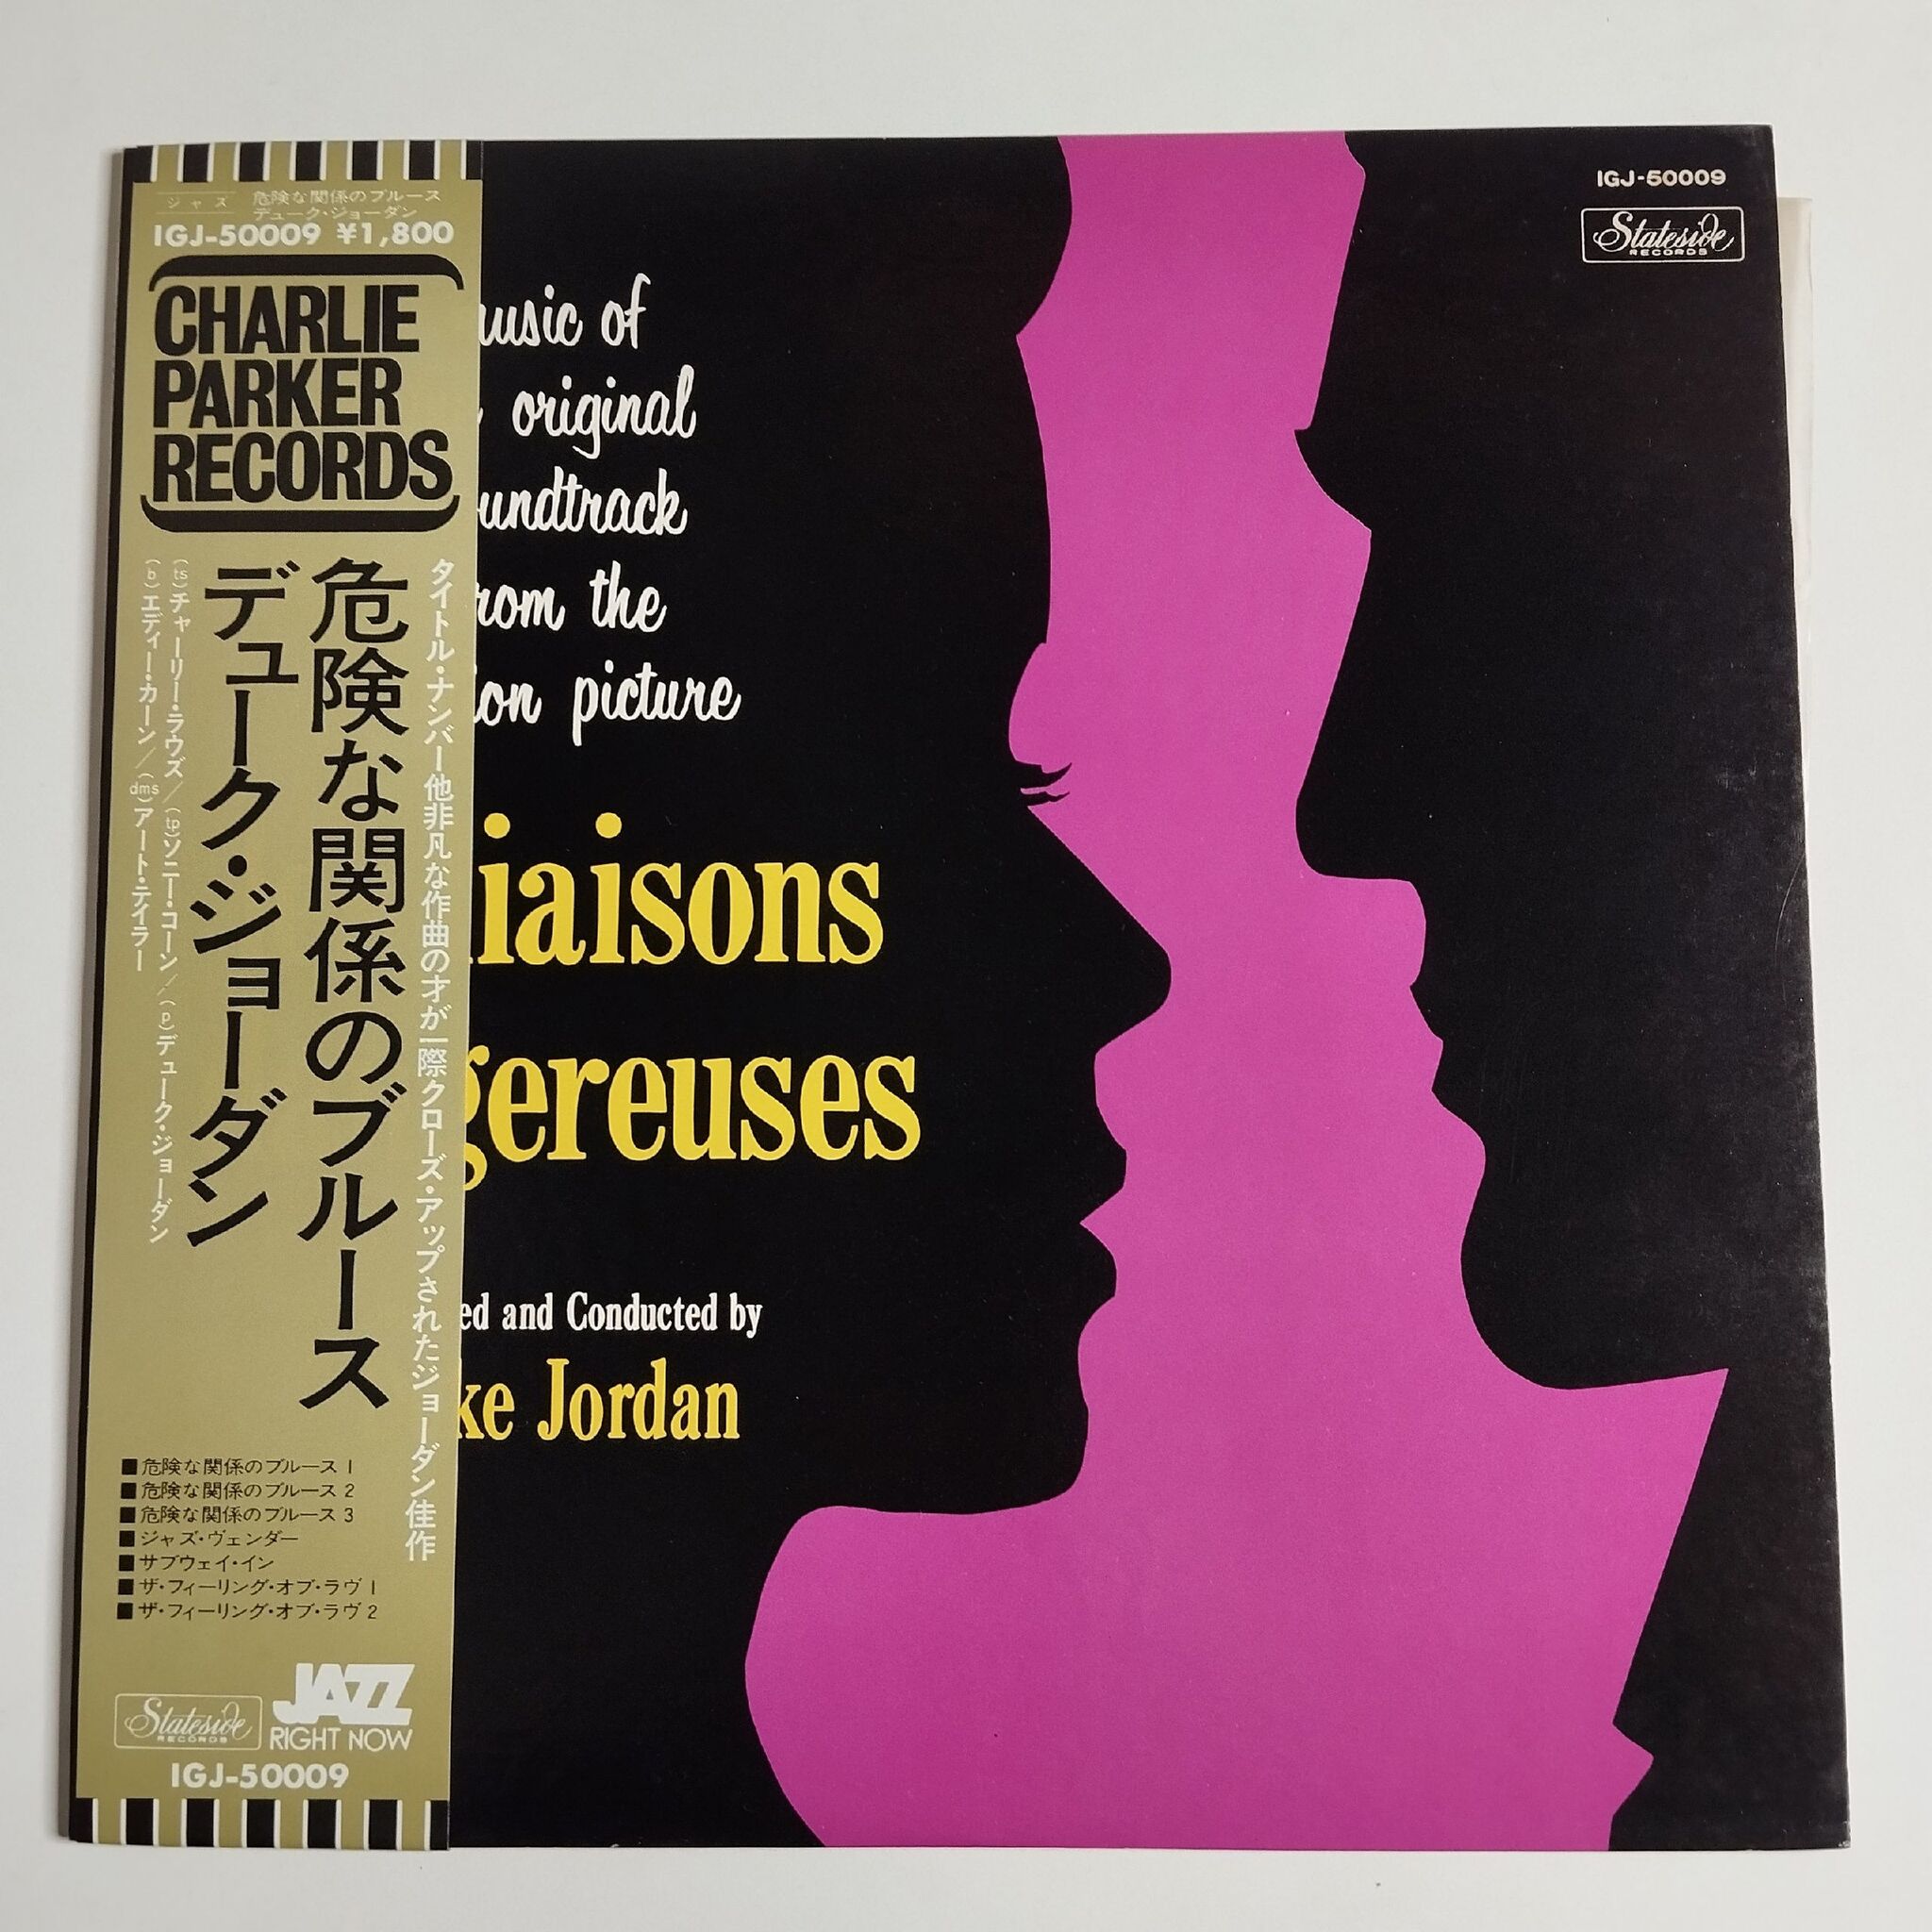 ジャズ
危険な関係のブルース
デューク・ジョーダン
IGJ-50009 ¥1,800
CHARLIE
PARKER
RECORDS
タイトル・ナンバー他非凡な作曲の才が一際クローズ・アップされたジョーダン佳作
危険な関係のブルース
デューク・ジョーダン
(ts)チャーリー・ラウズ/(tp)ソニー・コーン/(p)デューク・ジョーダン
(b)エディー・カーン/(dms)アート・テイラー
■危険な関係のブルース 1
■危険な関係のブルース 2
■危険な関係のブルース 3
■ジャズ・ヴェンダー
■サブウェイ・イン
■ザ・フィーリング・オブ・ラヴ 1
■ザ・フィーリング・オブ・ラヴ 2
Stateside
RECORDS
JAZZ
RIGHT NOW
IGJ-50009
usic of
original
undtrack
rom the
ion picture
iaisons
gereuses
ed and Conducted by
ke Jordan
IGJ-50009
Stateside
RECORDS